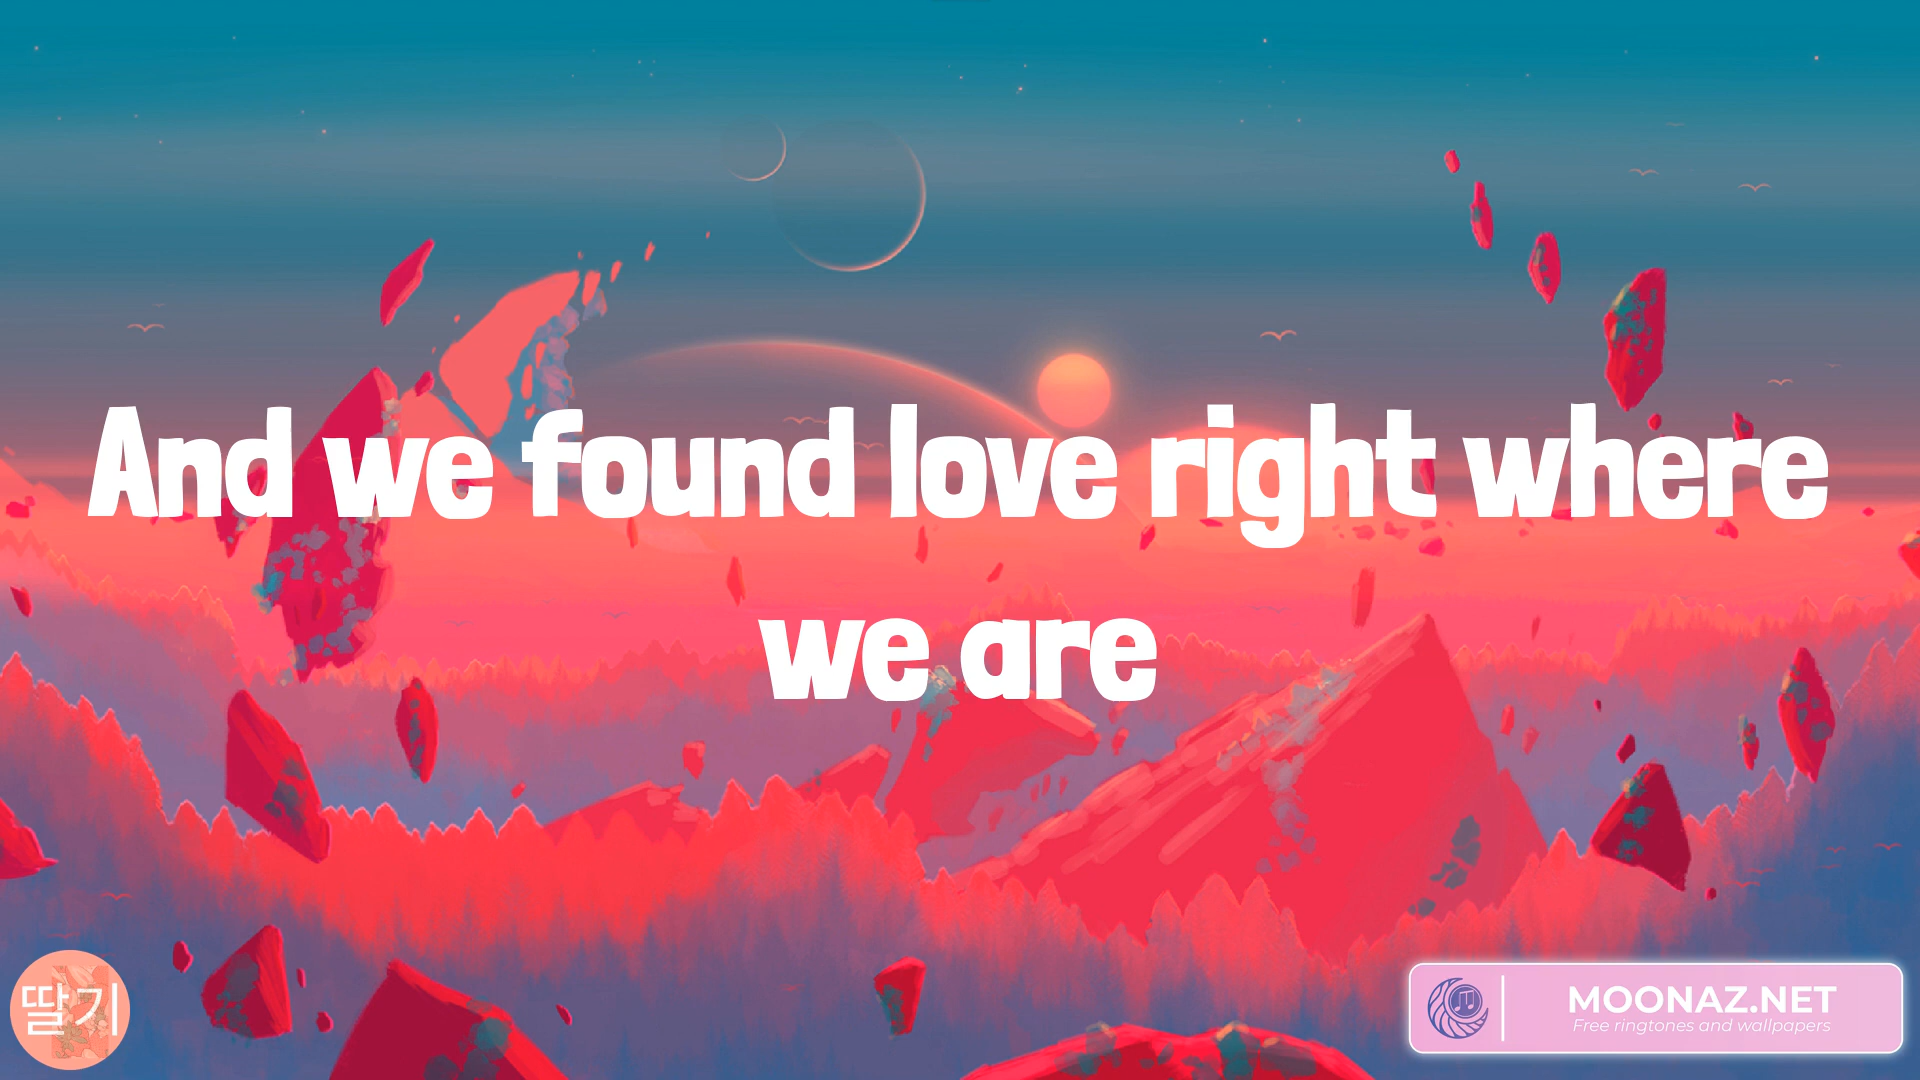 And we found love right where
we are
딸기
MOONAZ.NET
Free ringtones and wallpapers